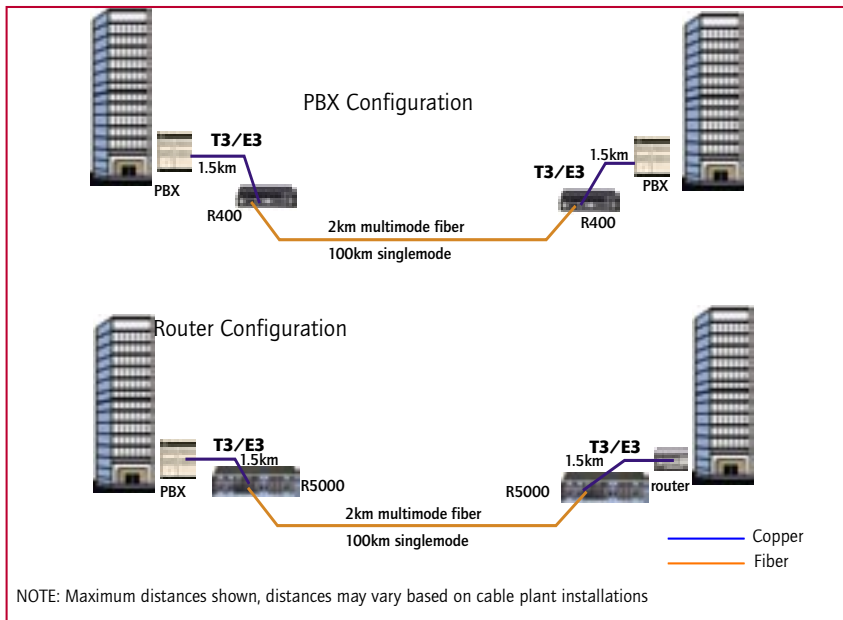 PBX Configuration
T3/E3
1.5km
PBX
R400
1.5km
T3/E3
PBX
R400
2km multimode fiber
100km singlemode
Router Configuration
T3/E3
1.5km
PBX
R5000
T3/E3
1.5km
router
R5000
2km multimode fiber
100km singlemode
Copper
Fiber
NOTE: Maximum distances shown, distances may vary based on cable plant installations